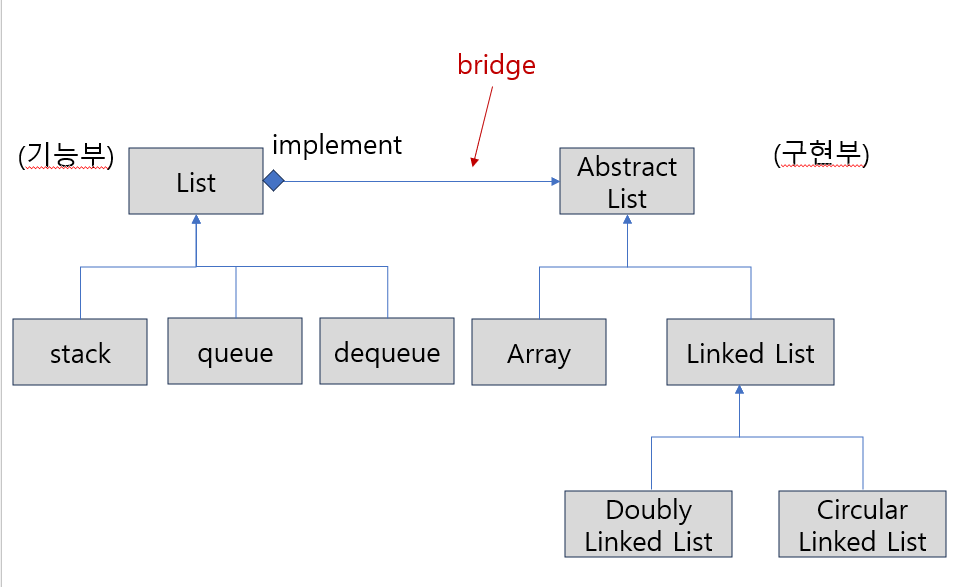 bridge
implement
(기능부)
List
Abstract
List
(구현부)
stack
queue
dequeue
Array
Linked List
Doubly
Linked List
Circular
Linked List